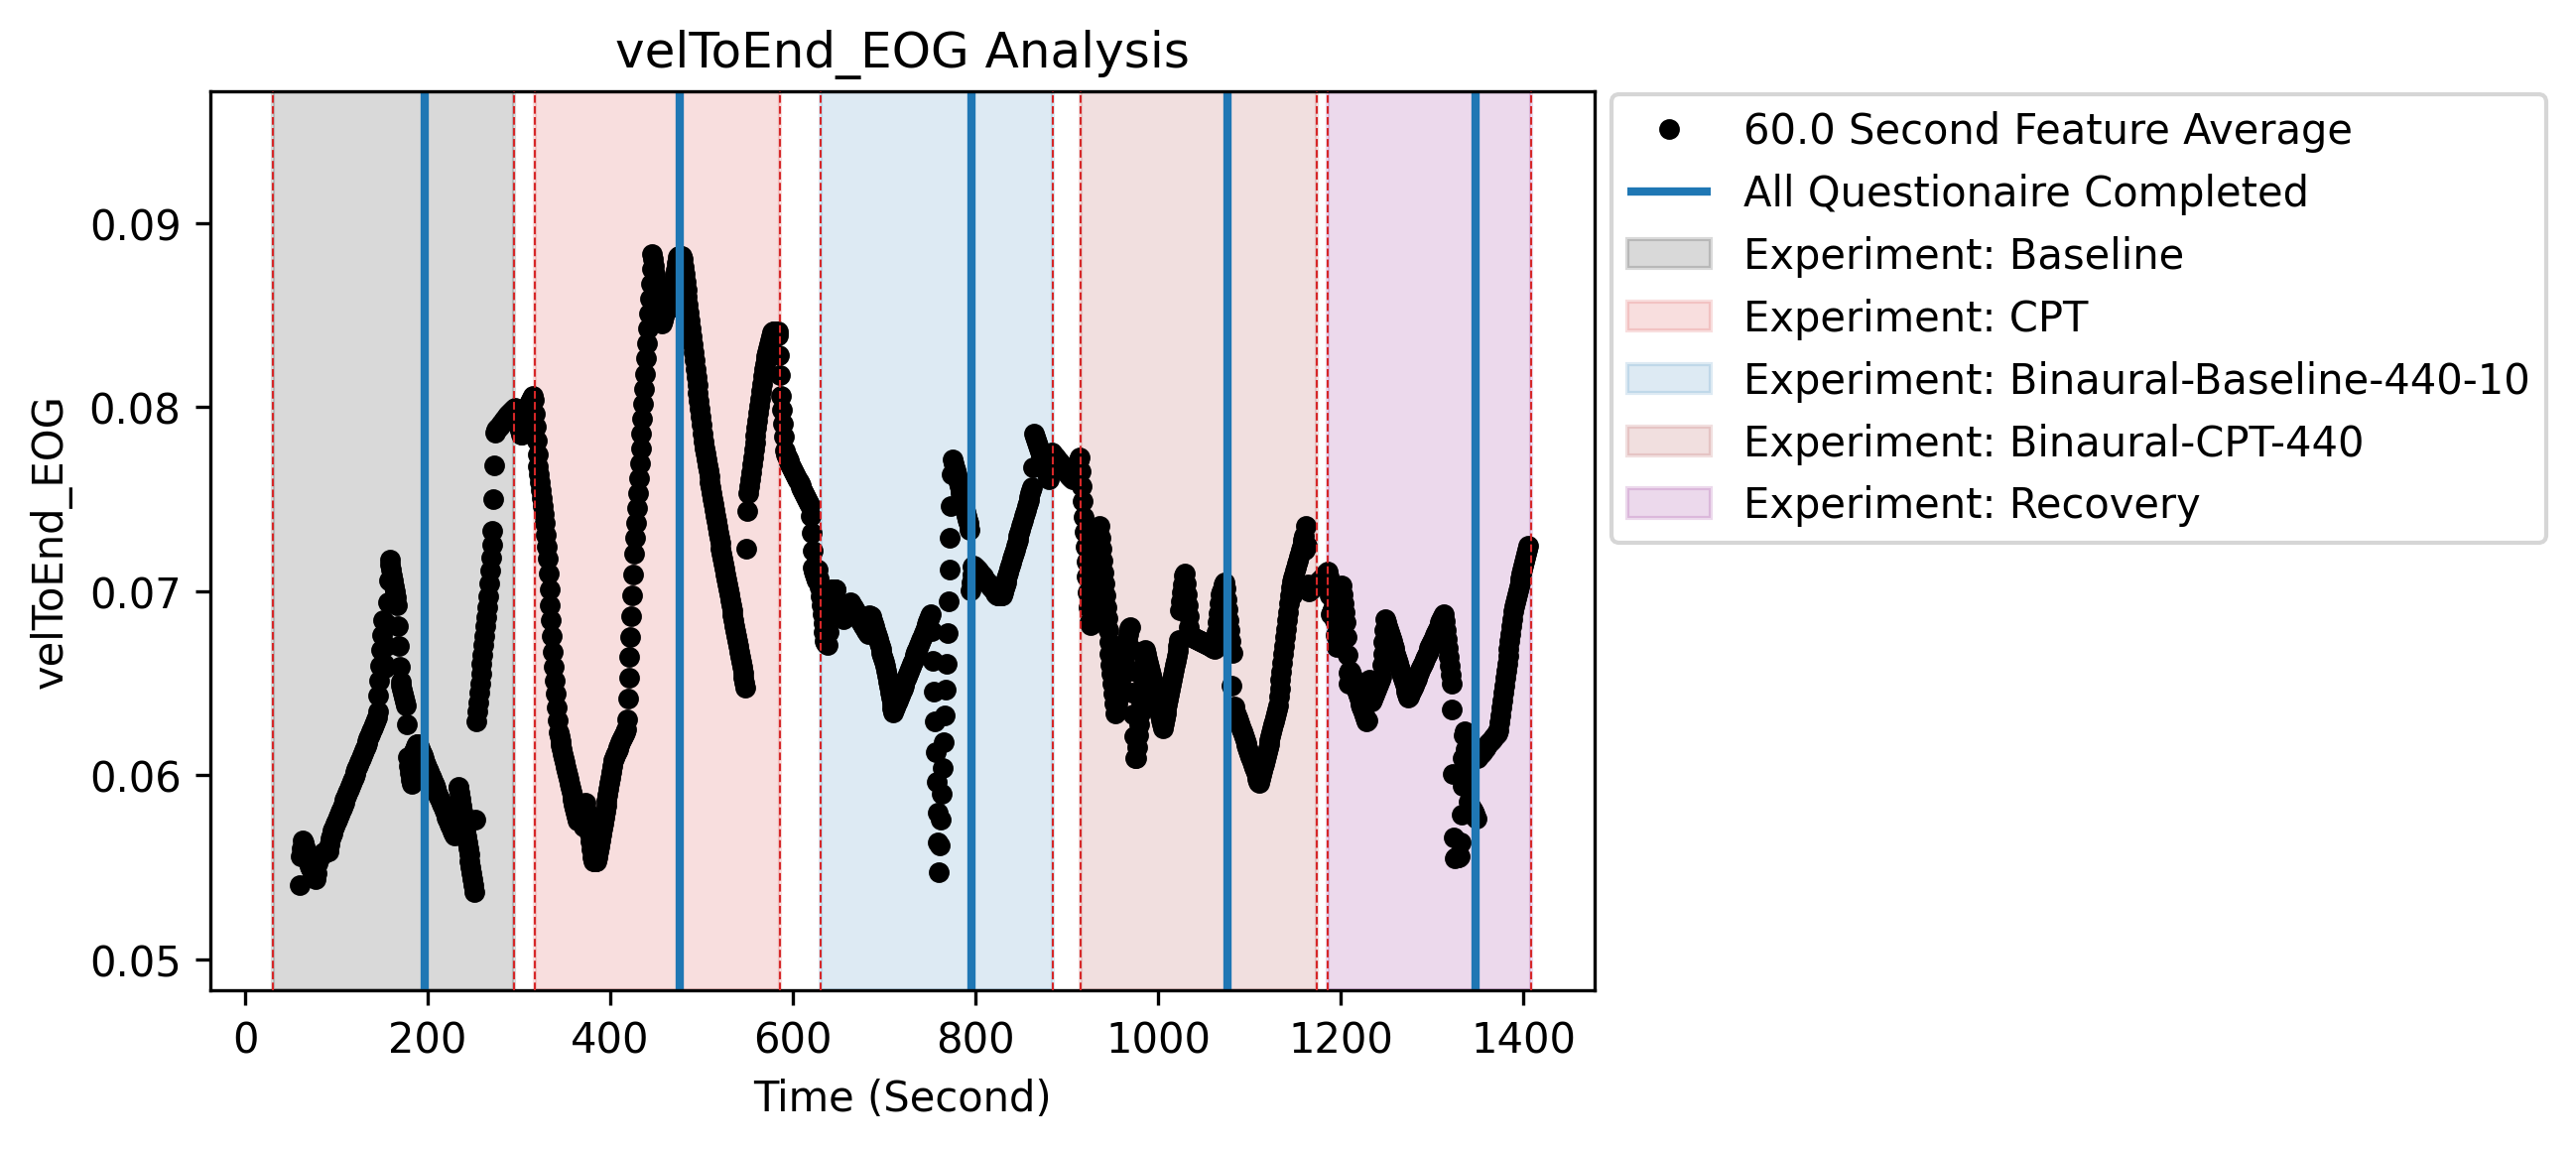 velToEnd_EOG Analysis
velToEnd_EOG
0.09
0.08
0.07
0.06
0.05
0
200
400
600
800
1000
1200
1400
Time (Second)
60.0 Second Feature Average
All Questionaire Completed
Experiment: Baseline
Experiment: CPT
Experiment: Binaural-Baseline-440-10
Experiment: Binaural-CPT-440
Experiment: Recovery